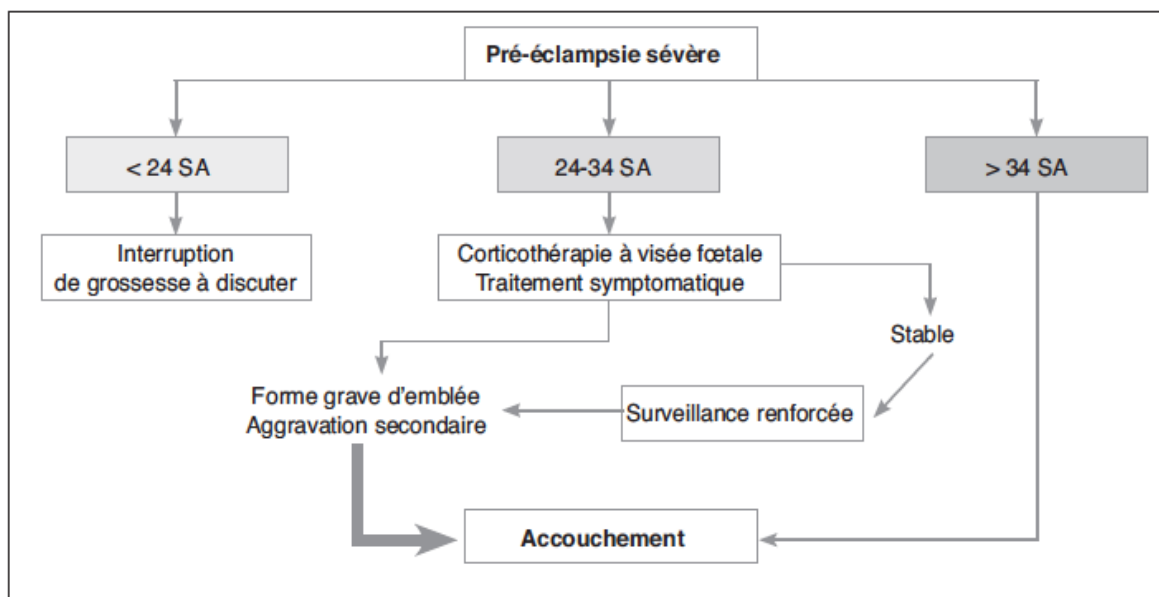 Pré-éclampsie sévère
< 24 SA
24-34 SA
> 34 SA
Interruption
de grossesse à discuter
Corticothérapie à visée fœtale
Traitement symptomatique
Stable
Forme grave d'emblée
Aggravation secondaire
Surveillance renforcée
Accouchement